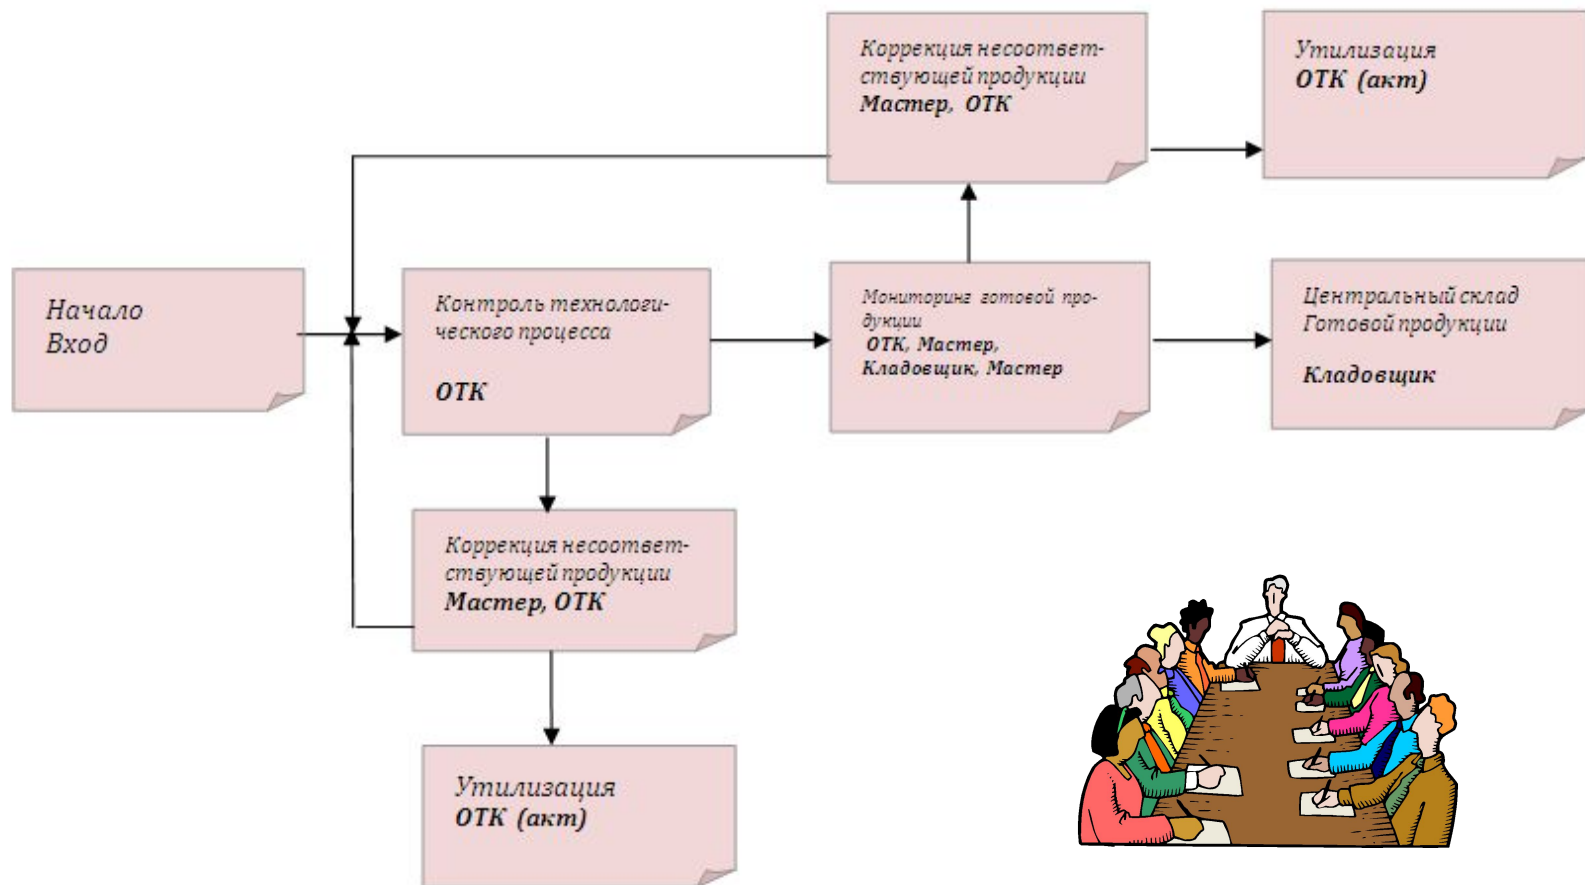 Коррекция несоответ-
ствующей продукции
Мастер, ОТК
Утилизация
ОТК (акт)
Начало
Вход
Контроль технологи-
ческого процесса
ОТК
Мониторинг готовой про-
дукции
ОТК, Мастер,
Кладовщик, Мастер
Центральный склад
Готовой продукции
Кладовщик
Коррекция несоответ-
ствующей продукции
Мастер, ОТК
Утилизация
ОТК (акт)